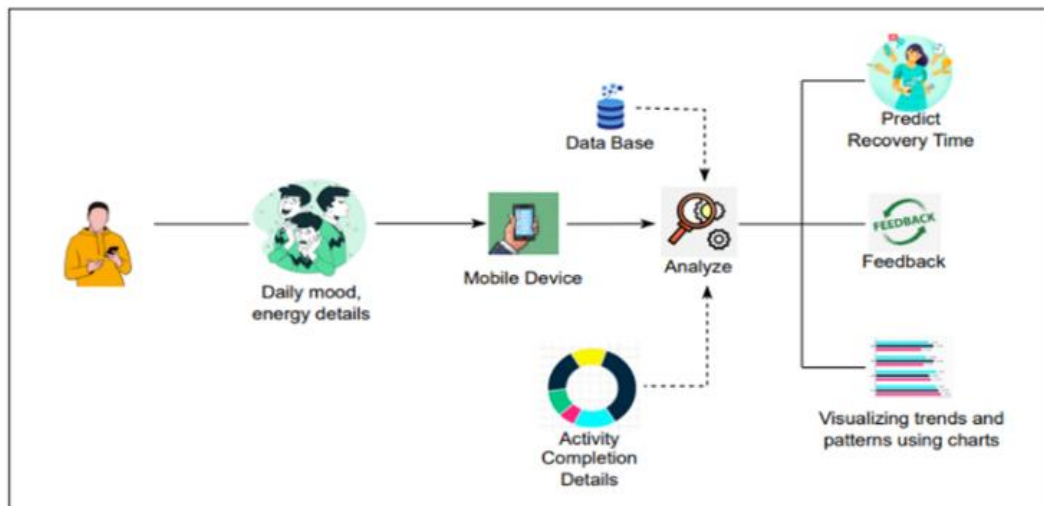 Data Base
Predict
Recovery Time
Daily mood,
energy details
Mobile Device
Analyze
FEEDBACK
Feedback
Activity
Completion
Details
Visualizing trends and
patterns using charts